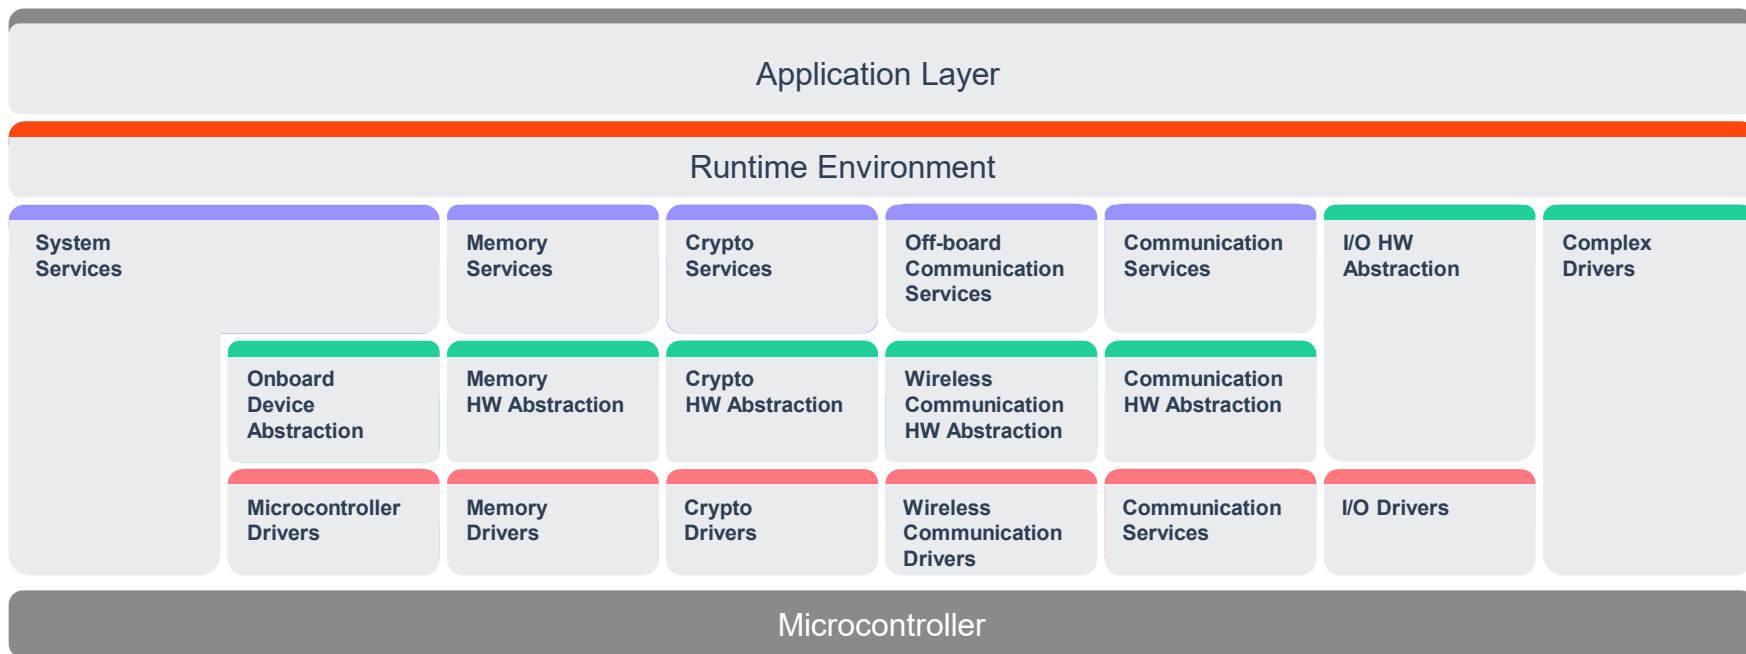 Application Layer
Runtime Environment
System
Services
Memory
Services
Crypto
Services
Off-board
Communication
Services
Communication
Services
I/O HW
Abstraction
Complex
Drivers
Onboard
Device
Abstraction
Memory
HW Abstraction
Crypto
HW Abstraction
Wireless
Communication
HW Abstraction
Communication
HW Abstraction
Microcontroller
Drivers
Memory
Drivers
Crypto
Drivers
Wireless
Communication
Drivers
Communication
Services
I/O Drivers
Microcontroller